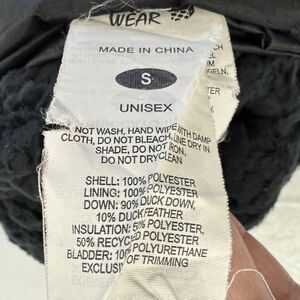 WEAR
MADE IN CHINA
S
UNISEX
NOT WASH, HAND WIPE WITH DAMP
CLOTH, DO NOT BLEACH, LINE DRY IN
SHADE, DO NOT IRON,
DO NOT DRYCLEAN
SHELL: 100% POLYESTER
LINING: 100% POLYESTER
DOWN: 90% DUCK DOWN,
10% DUCK FEATHER
INSULATION: 50% POLYESTER,
50% RECYCLED POLYESTER
BLADDER: 100% POLYURETHANE
EXCLUSI OF TRIMMING